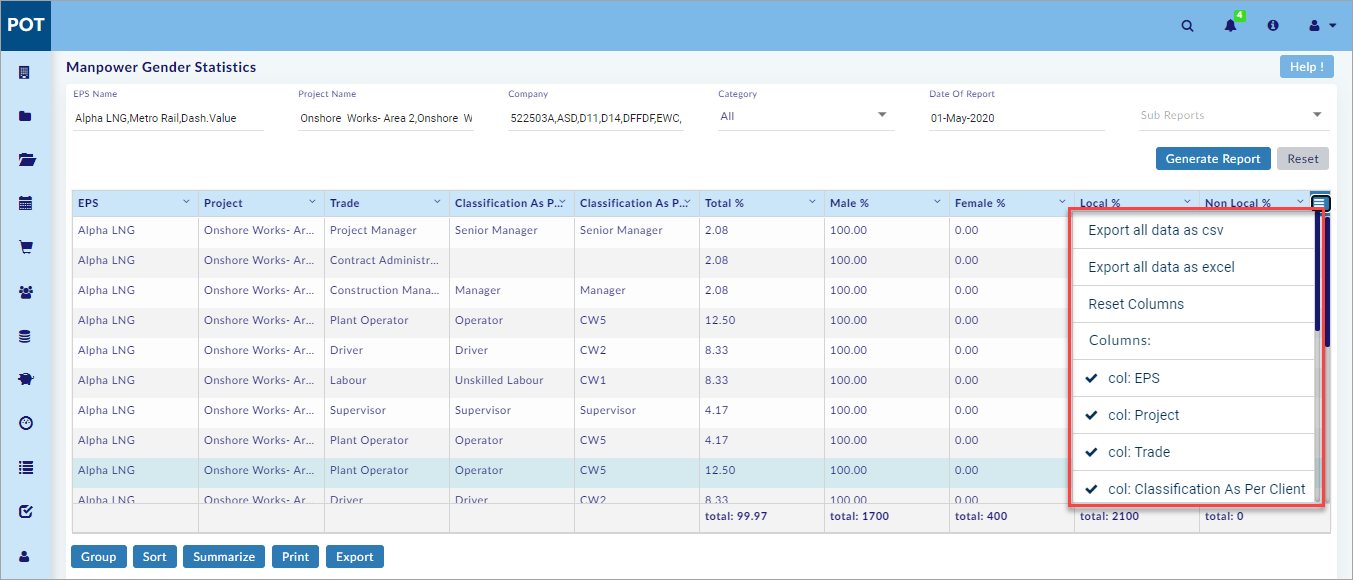 POT
4
Manpower Gender Statistics
Help !
EPS Name Project Name Company Category Date Of Report
Alpha LNG,Metro Rail,Dash.Value Onshore Works- Area 2,Onshore W 522503A,ASD,D11,D14,DFFDF,EWC, All 01-May-2020 Sub Reports
Generate Report Reset
EPS Project Trade Classification As P... Classification As P... Total % Male % Female % Local % Non Local %
Alpha LNG Onshore Works- Ar... Project Manager Senior Manager Senior Manager 2.08 100.00 0.00
Alpha LNG Onshore Works- Ar... Contract Administr... 2.08 100.00 0.00
Alpha LNG Onshore Works- Ar... Construction Mana... Manager Manager 2.08 100.00 0.00
Alpha LNG Onshore Works- Ar... Plant Operator Operator CW5 12.50 100.00 0.00
Alpha LNG Onshore Works- Ar... Driver Driver CW2 8.33 100.00 0.00
Alpha LNG Onshore Works- Ar... Labour Unskilled Labour CW1 8.33 100.00 0.00
Alpha LNG Onshore Works- Ar... Supervisor Supervisor Supervisor 4.17 100.00 0.00
Alpha LNG Onshore Works- Ar... Plant Operator Operator CW5 4.17 100.00 0.00
Alpha LNG Onshore Works- Ar... Plant Operator Operator CW5 12.50 100.00 0.00
Alpha LNG Onshore Works- Ar... Driver Driver CW2 8.33 100.00 0.00
total: 99.97 total: 1700 total: 400 total: 2100 total: 0
Export all data as csv
Export all data as excel
Reset Columns
Columns:
col: EPS
col: Project
col: Trade
col: Classification As Per Client
Group Sort Summarize Print Export